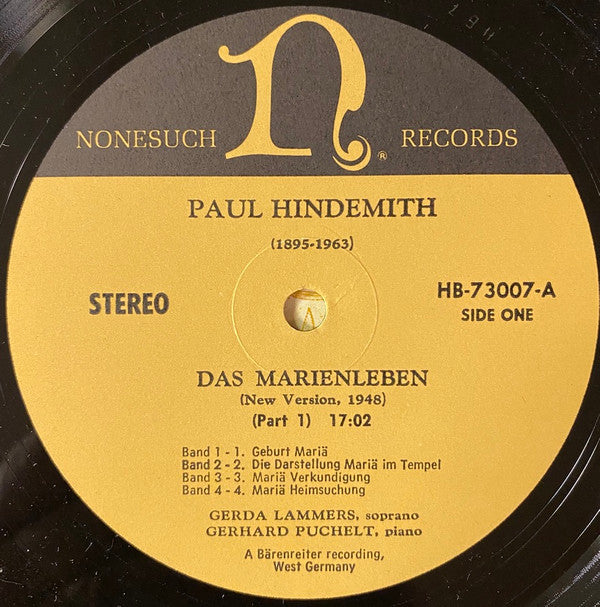 NONESUCH n® RECORDS
PAUL HINDEMITH
(1895-1963)
STEREO
HB-73007-A
SIDE ONE
DAS MARIENLEBEN
(New Version, 1948)
(Part 1) 17:02
Band 1 - 1. Geburt Mariä
Band 2 - 2. Die Darstellung Mariä im Tempel
Band 3 - 3. Mariä Verkundigung
Band 4 - 4. Mariä Heimsuchung
GERDA LAMMERS, soprano
GERHARD PUCHELT, piano
A Bärenreiter recording,
West Germany